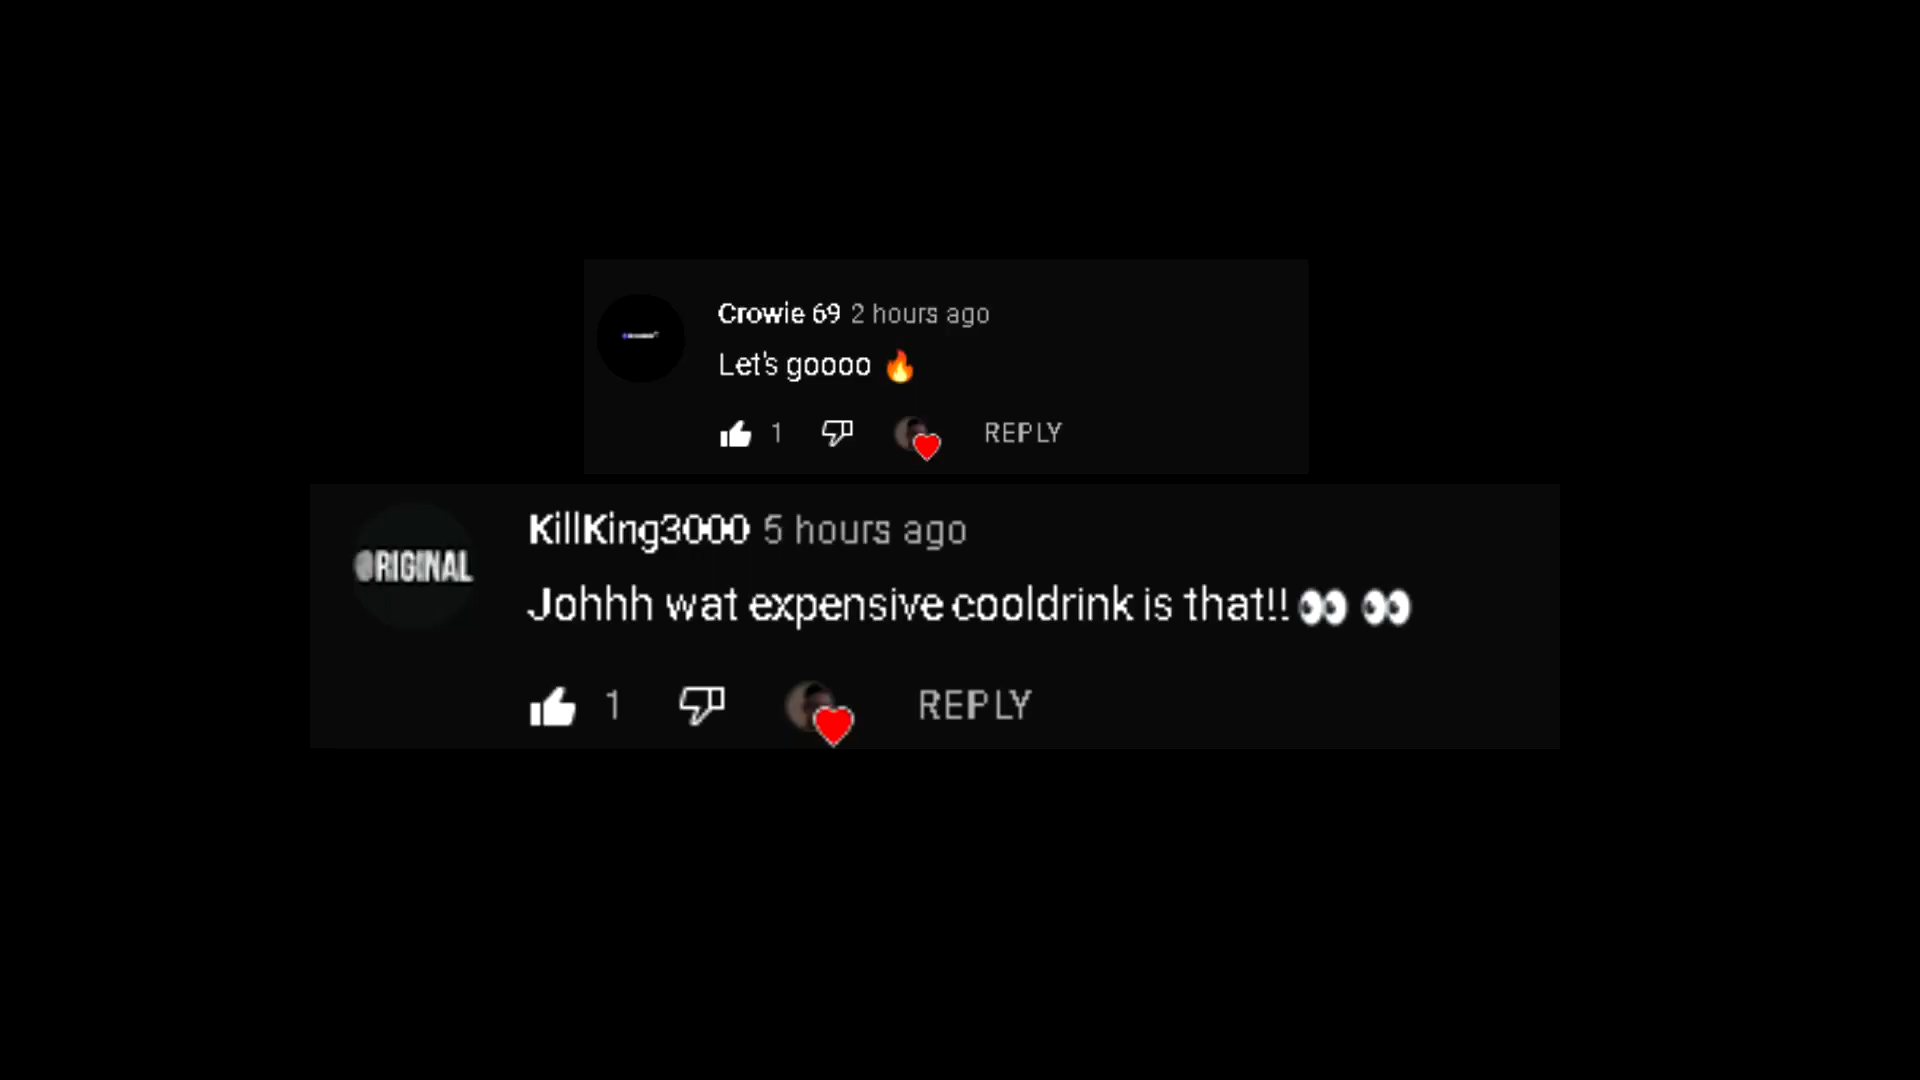 Crowie 69 2 hours ago
Let's goooo 🔥
1 REPLY
@RIGINAL
KillKing3000 5 hours ago
Johhh wat expensive cooldrink is that!! 👀 👀
1 REPLY